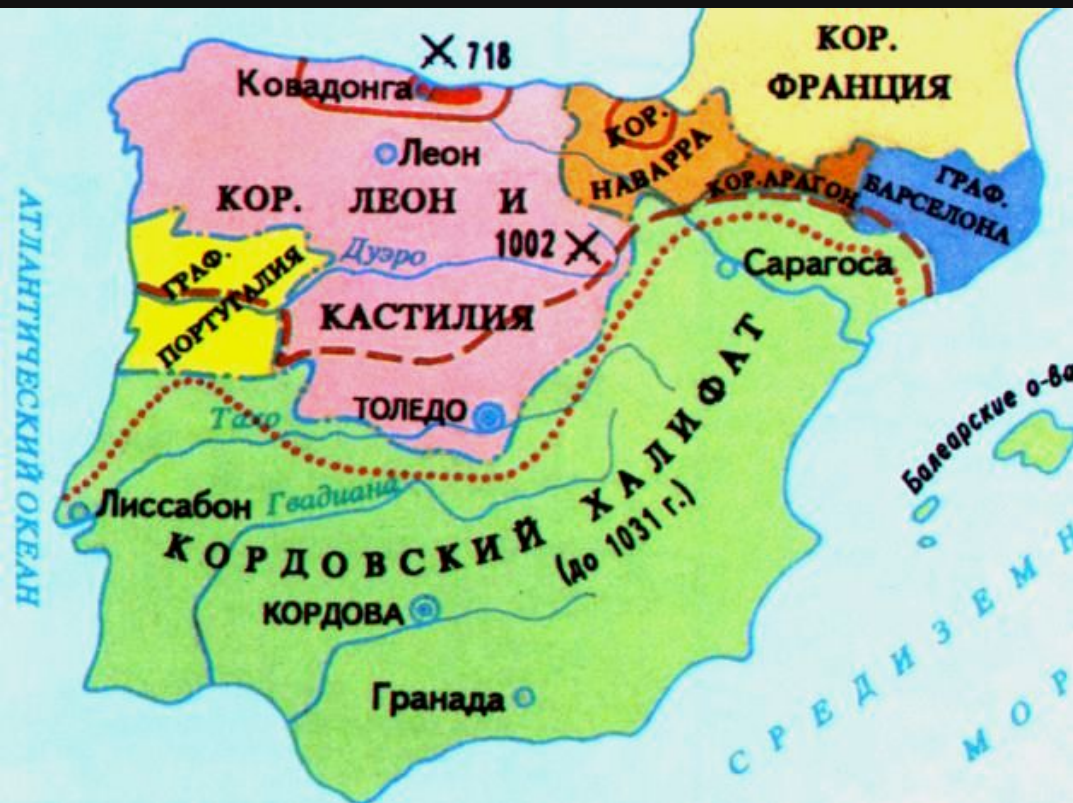 КОР.
ФРАНЦИЯ
718
Ковадонга
КОР.
НАВАРРА
Леон
КОР. АРАГОН
ГРАФ.
БАРСЕЛОНА
КОР. ЛЕОН И
КАСТИЛИЯ
1002
Дуэро
ГРАФ.
ПОРТУГАЛИЯ
Сарагоса
АТЛАНТИЧЕСКИЙ ОКЕАН
ТОЛЕДО
Тахо
Балеарские о-ва
Лиссабон
Гвадиана
КОРДОВСКИЙ ХАЛИФАТ
(до 1031 г.)
КОРДОВА
Гранада
СРЕДИЗЕМН
МОР